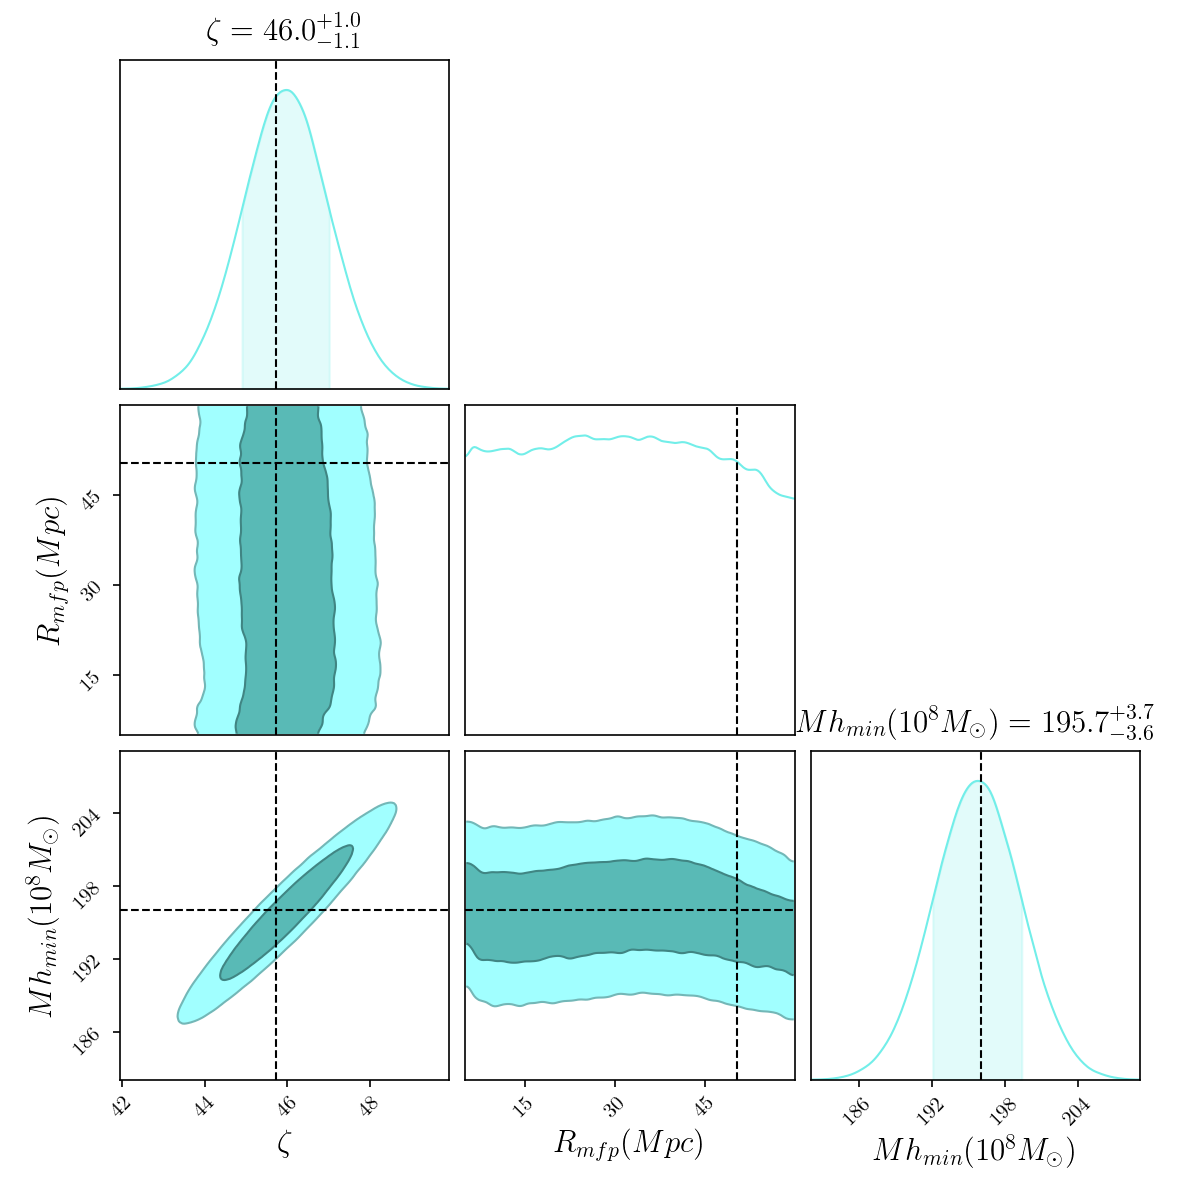 ζ = 46.0^{+1.0}_{-1.1}
45
30
15
R_{mfp}(Mpc)
Mh_{min}(10^8 M_⊙) = 195.7^{+3.7}_{-3.6}
204
198
192
186
Mh_{min}(10^8 M_⊙)
42 44 46 48
15 30 45
186 192 198 204
ζ
R_{mfp}(Mpc)
Mh_{min}(10^8 M_⊙)